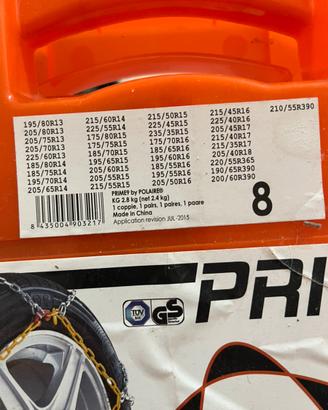 195/80R13
205/80R13
205/75R13
205/70R13
225/60R13
185/80R14
185/75R14
195/70R14
205/65R14
215/60R14
225/55R14
175/80R15
175/75R15
185/70R15
195/65R15
205/60R15
205/55R15
215/55R15
215/50R15
225/45R15
235/35R15
175/70R16
185/65R16
185/60R16
195/55R16
205/55R16
205/50R16
215/45R16
225/40R16
205/45R17
215/40R17
205/40R18
220/55R365
190/65R390
200/60R390
210/55R390
PRIME9 by POLAIRE®
KG 2.8 kg (net 2.4 kg)
1 coppie, 1 pairs, 1 paires, 1 paare
Made in China
Application revision JUL-2015
8 435004 903217
8
TÜV
GS
PRI